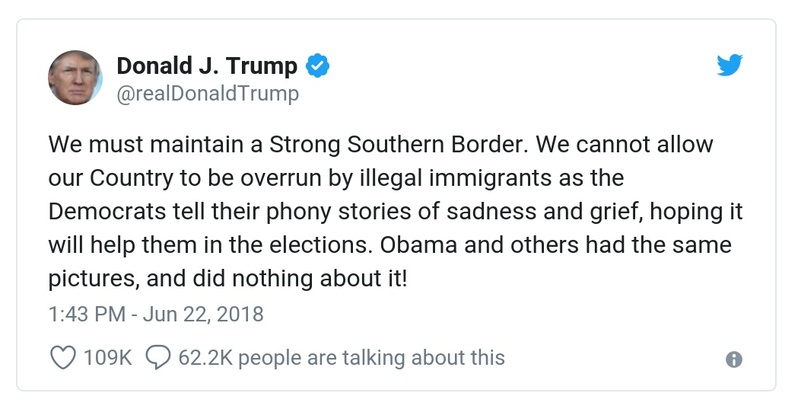 Donald J. Trump
@realDonaldTrump
We must maintain a Strong Southern Border. We cannot allow
our Country to be overrun by illegal immigrants as the
Democrats tell their phony stories of sadness and grief, hoping it
will help them in the elections. Obama and others had the same
pictures, and did nothing about it!
1:43 PM - Jun 22, 2018
109K 62.2K people are talking about this